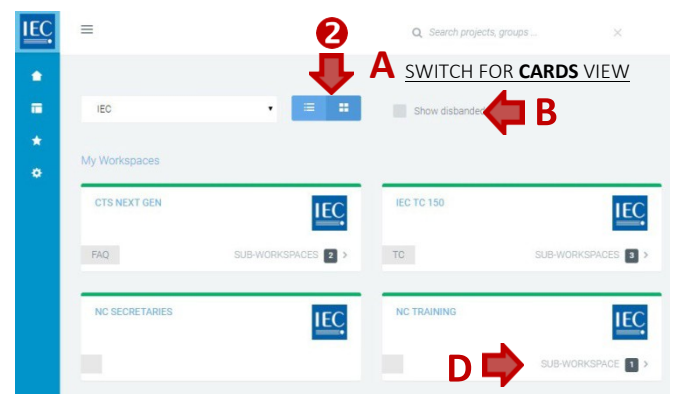 IEC
2
Search projects, groups ...
A SWITCH FOR CARDS VIEW
IEC
Show disbanded
B
My Workspaces
CTS NEXT GEN
IEC
FAQ
SUB-WORKSPACES 2 >
IEC TC 150
IEC
TC
SUB-WORKSPACES 3 >
NC SECRETARIES
IEC
NC TRAINING
IEC
D
SUB-WORKSPACE 1 >